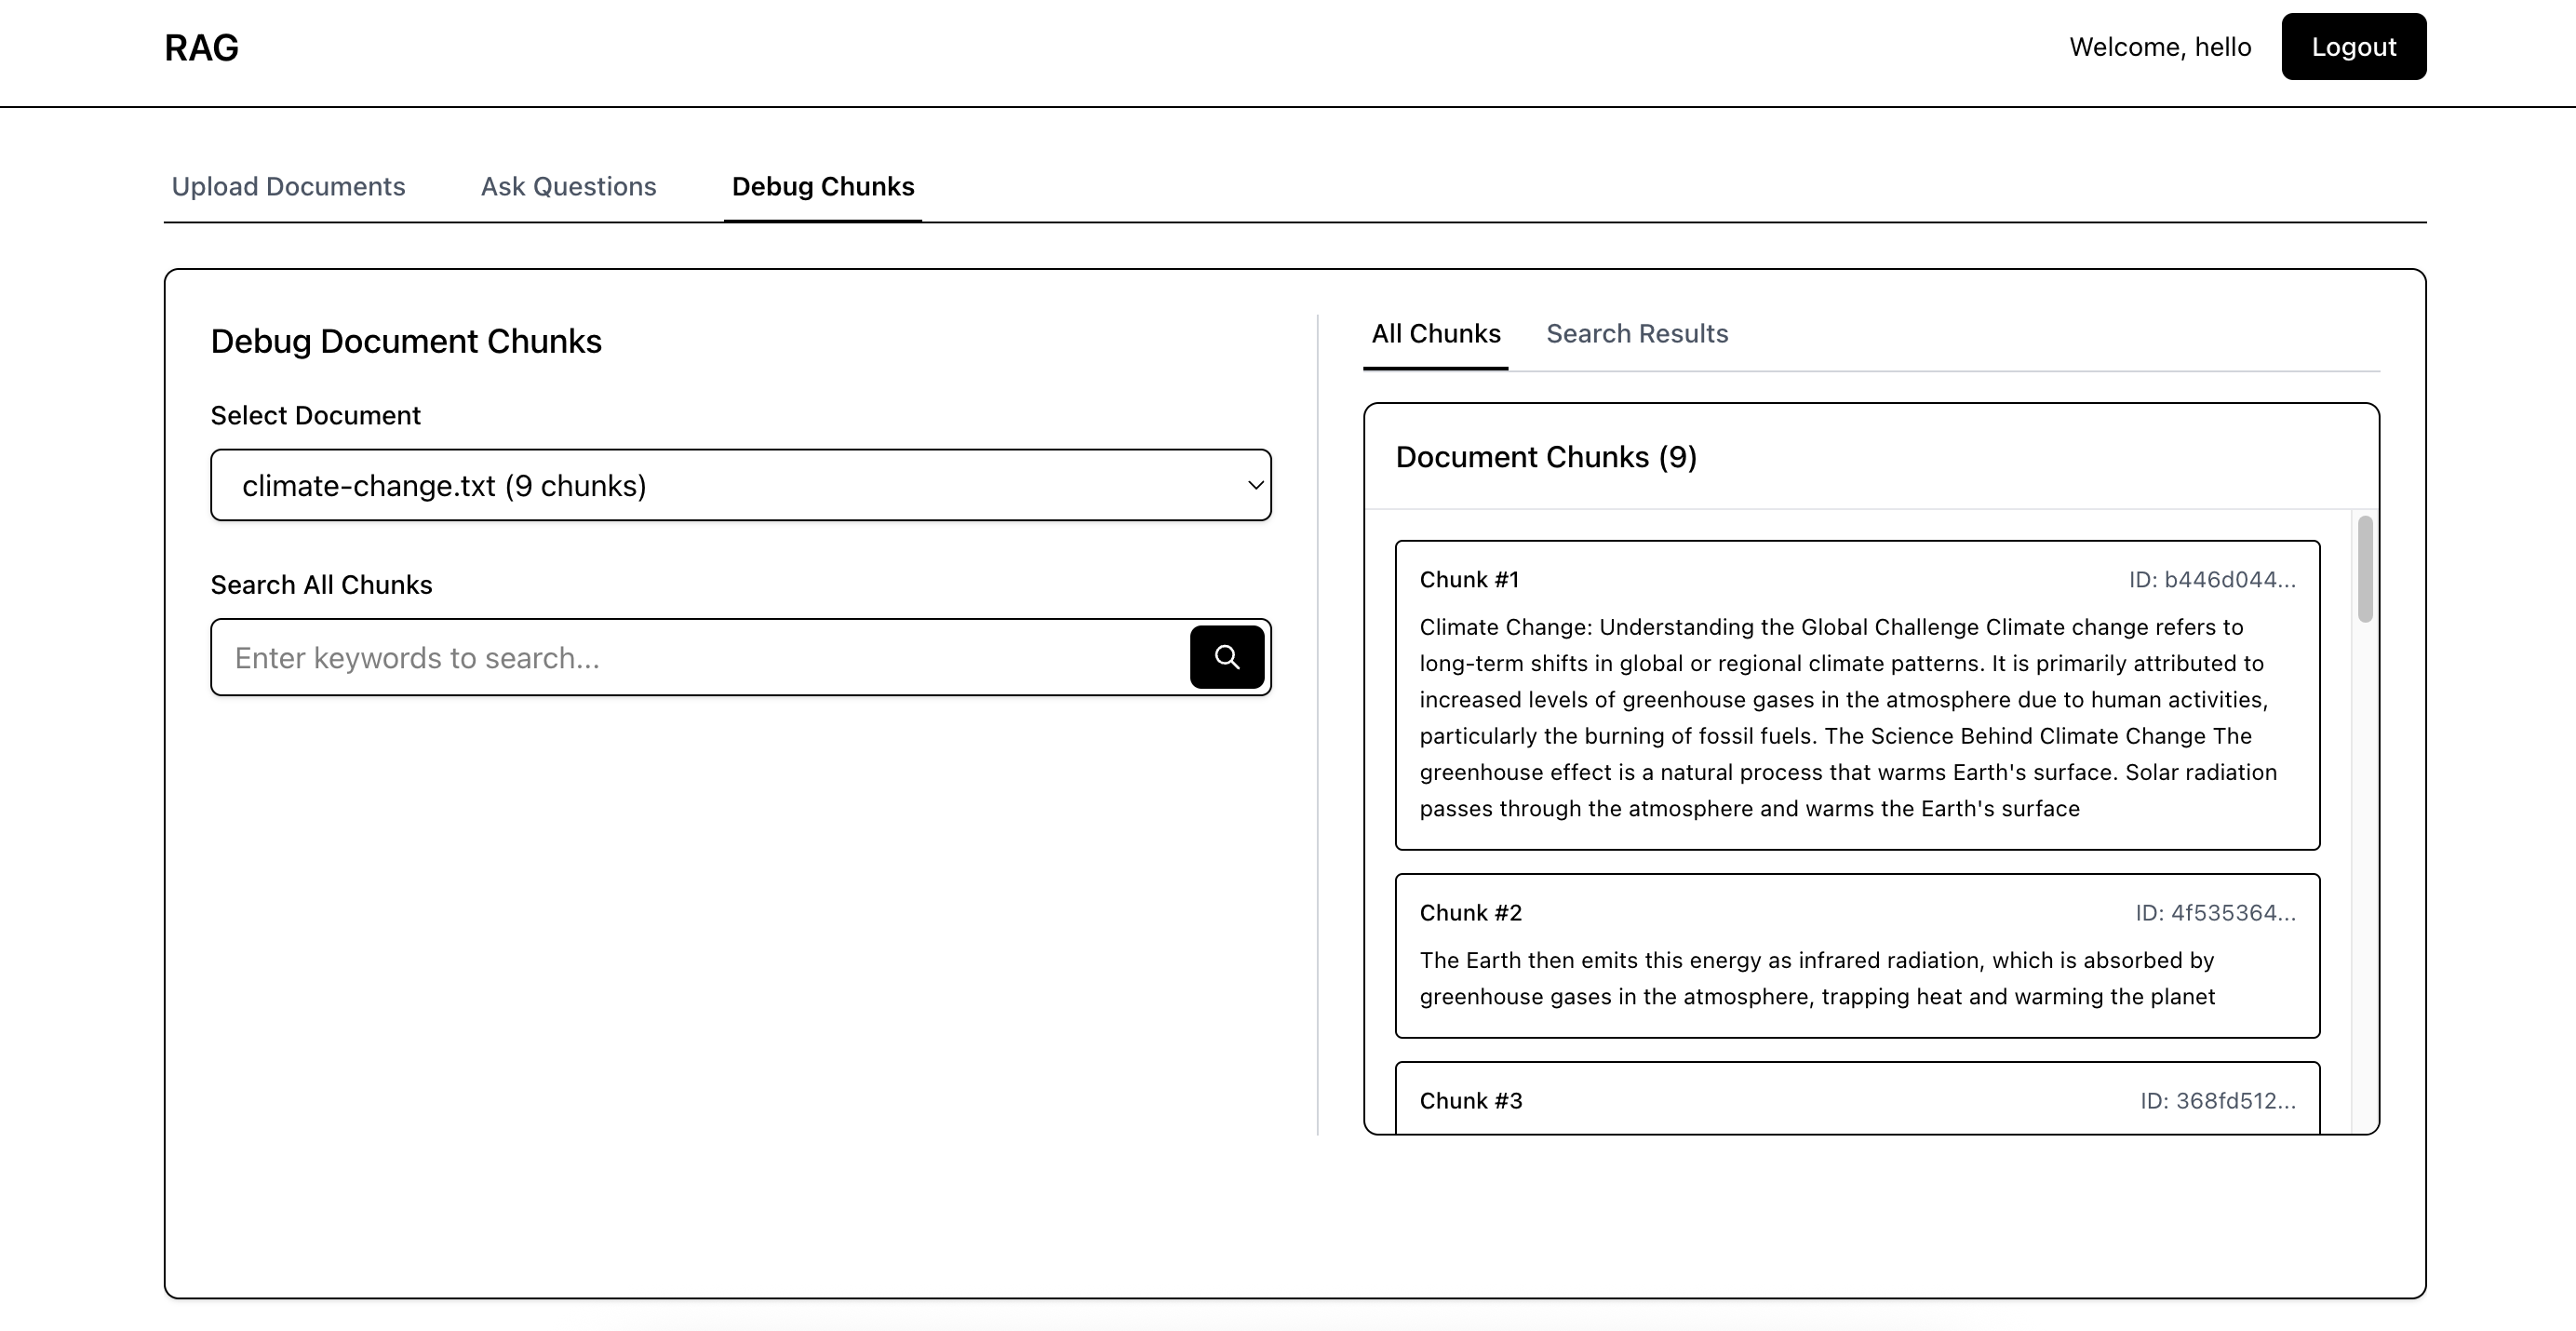 RAG
Welcome, hello
Logout
Upload Documents
Ask Questions
Debug Chunks
Debug Document Chunks
Select Document
climate-change.txt (9 chunks)
Search All Chunks
Enter keywords to search...
All Chunks
Search Results
Document Chunks (9)
Chunk #1
ID: b446d044...
Climate Change: Understanding the Global Challenge Climate change refers to
long-term shifts in global or regional climate patterns. It is primarily attributed to
increased levels of greenhouse gases in the atmosphere due to human activities,
particularly the burning of fossil fuels. The Science Behind Climate Change The
greenhouse effect is a natural process that warms Earth's surface. Solar radiation
passes through the atmosphere and warms the Earth's surface
Chunk #2
ID: 4f535364...
The Earth then emits this energy as infrared radiation, which is absorbed by
greenhouse gases in the atmosphere, trapping heat and warming the planet
Chunk #3
ID: 368fd512...